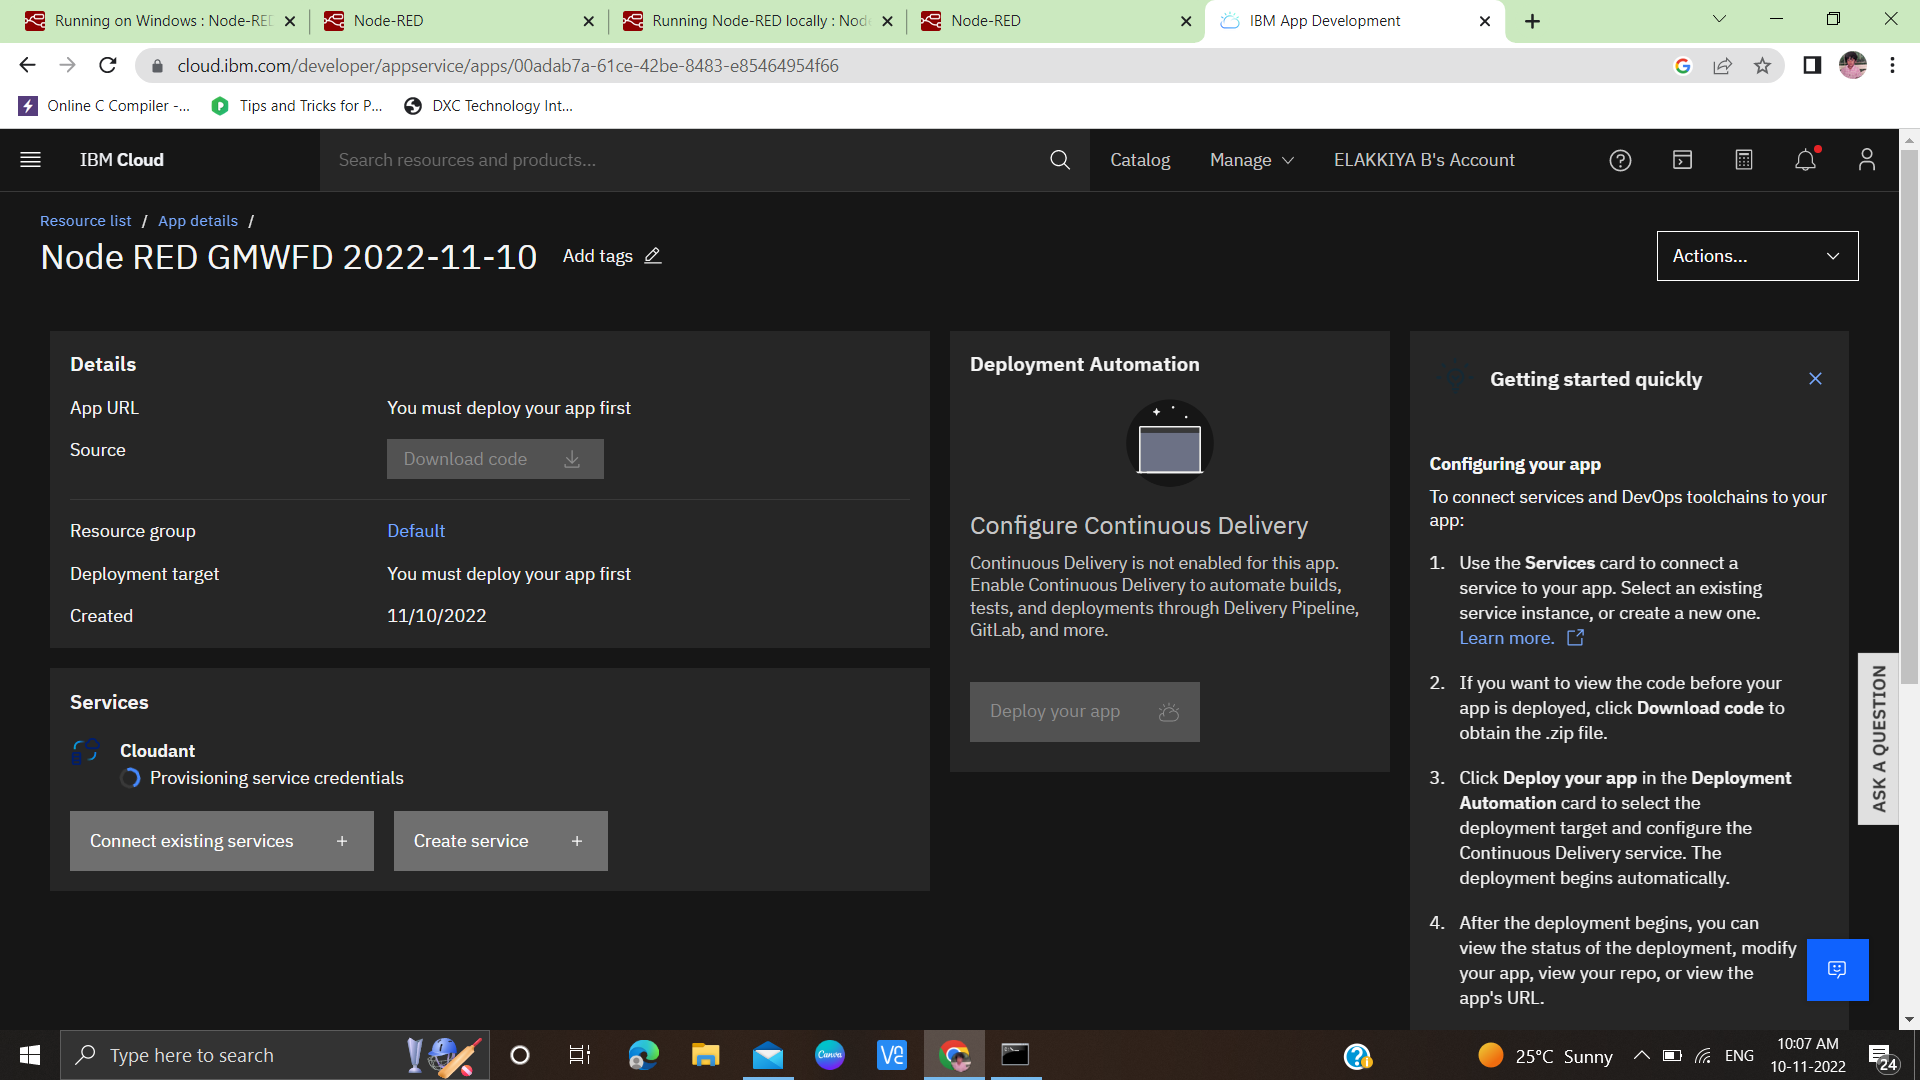 Running on Windows : Node-RED
Node-RED
Running Node-RED locally : Node
Node-RED
IBM App Development
cloud.ibm.com/developer/appservice/apps/00adab7a-61ce-42be-8483-e85464954f66
Online C Compiler -...
Tips and Tricks for P...
DXC Technology Int...
IBM Cloud
Search resources and products...
Catalog
Manage
ELAKKIYA B's Account
Resource list / App details /
Node RED GMWFD 2022-11-10
Add tags
Actions...
Details
App URL
You must deploy your app first
Source
Download code
Resource group
Default
Deployment target
You must deploy your app first
Created
11/10/2022
Services
Cloudant
Provisioning service credentials
Connect existing services +
Create service +
Deployment Automation
Configure Continuous Delivery
Continuous Delivery is not enabled for this app.
Enable Continuous Delivery to automate builds,
tests, and deployments through Delivery Pipeline,
GitLab, and more.
Deploy your app
Getting started quickly
Configuring your app
To connect services and DevOps toolchains to your
app:
1. Use the Services card to connect a
service to your app. Select an existing
service instance, or create a new one.
Learn more.
2. If you want to view the code before your
app is deployed, click Download code to
obtain the .zip file.
3. Click Deploy your app in the Deployment
Automation card to select the
deployment target and configure the
Continuous Delivery service. The
deployment begins automatically.
4. After the deployment begins, you can
view the status of the deployment, modify
your app, view your repo, or view the
app's URL.
ASK A QUESTION
Type here to search
Canva
25°C Sunny
ENG
10:07 AM
10-11-2022
24